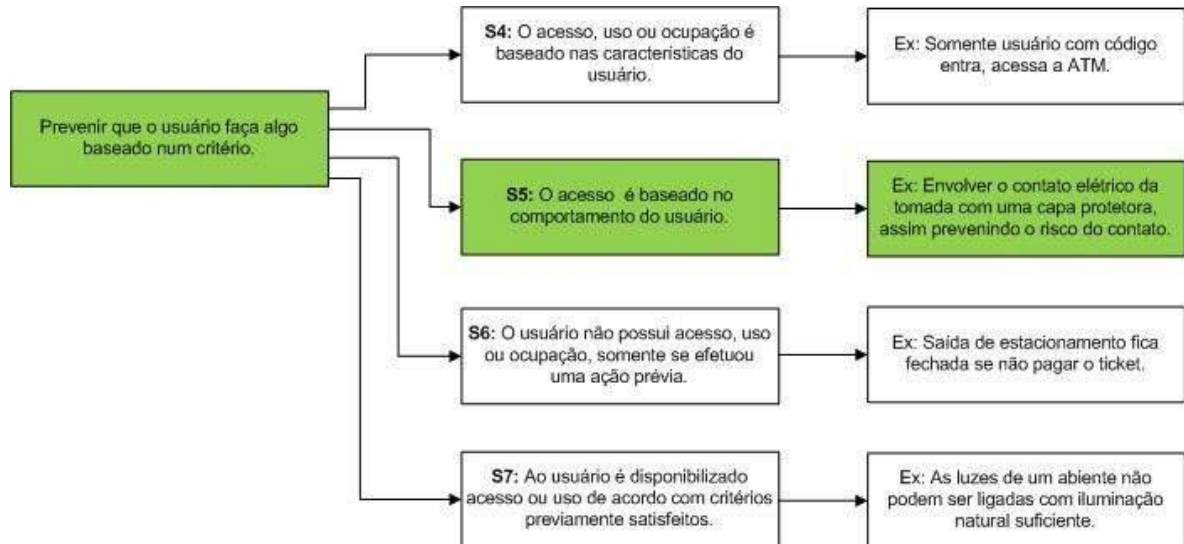 Prevenir que o usuário faça algo
baseado num critério.
S4: O acesso, uso ou ocupação é
baseado nas características do
usuário.
Ex: Somente usuário com código
entra, acessa a ATM.
S5: O acesso é baseado no
comportamento do usuário.
Ex: Envolver o contato elétrico da
tomada com uma capa protetora,
assim prevenindo o risco do contato.
S6: O usuário não possui acesso, uso
ou ocupação, somente se efetuou
uma ação prévia.
Ex: Saída de estacionamento fica
fechada se não pagar o ticket.
S7: Ao usuário é disponibilizado
acesso ou uso de acordo com critérios
previamente satisfeitos.
Ex: As luzes de um abiente não
podem ser ligadas com iluminação
natural suficiente.